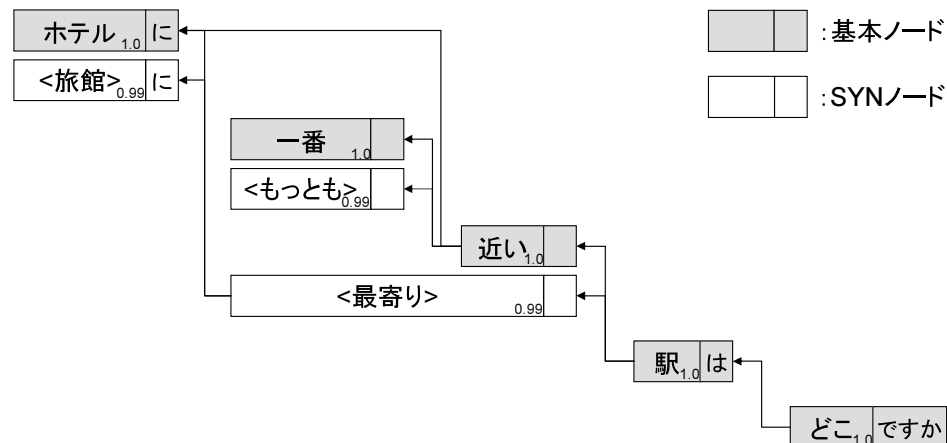 ホテル 1.0 に
:基本ノード
<旅館> 0.99 に
:SYNノード
一番 1.0
<もっとも> 0.99
近い 1.0
<最寄り> 0.99
駅 1.0 は
どこ 1.0 ですか